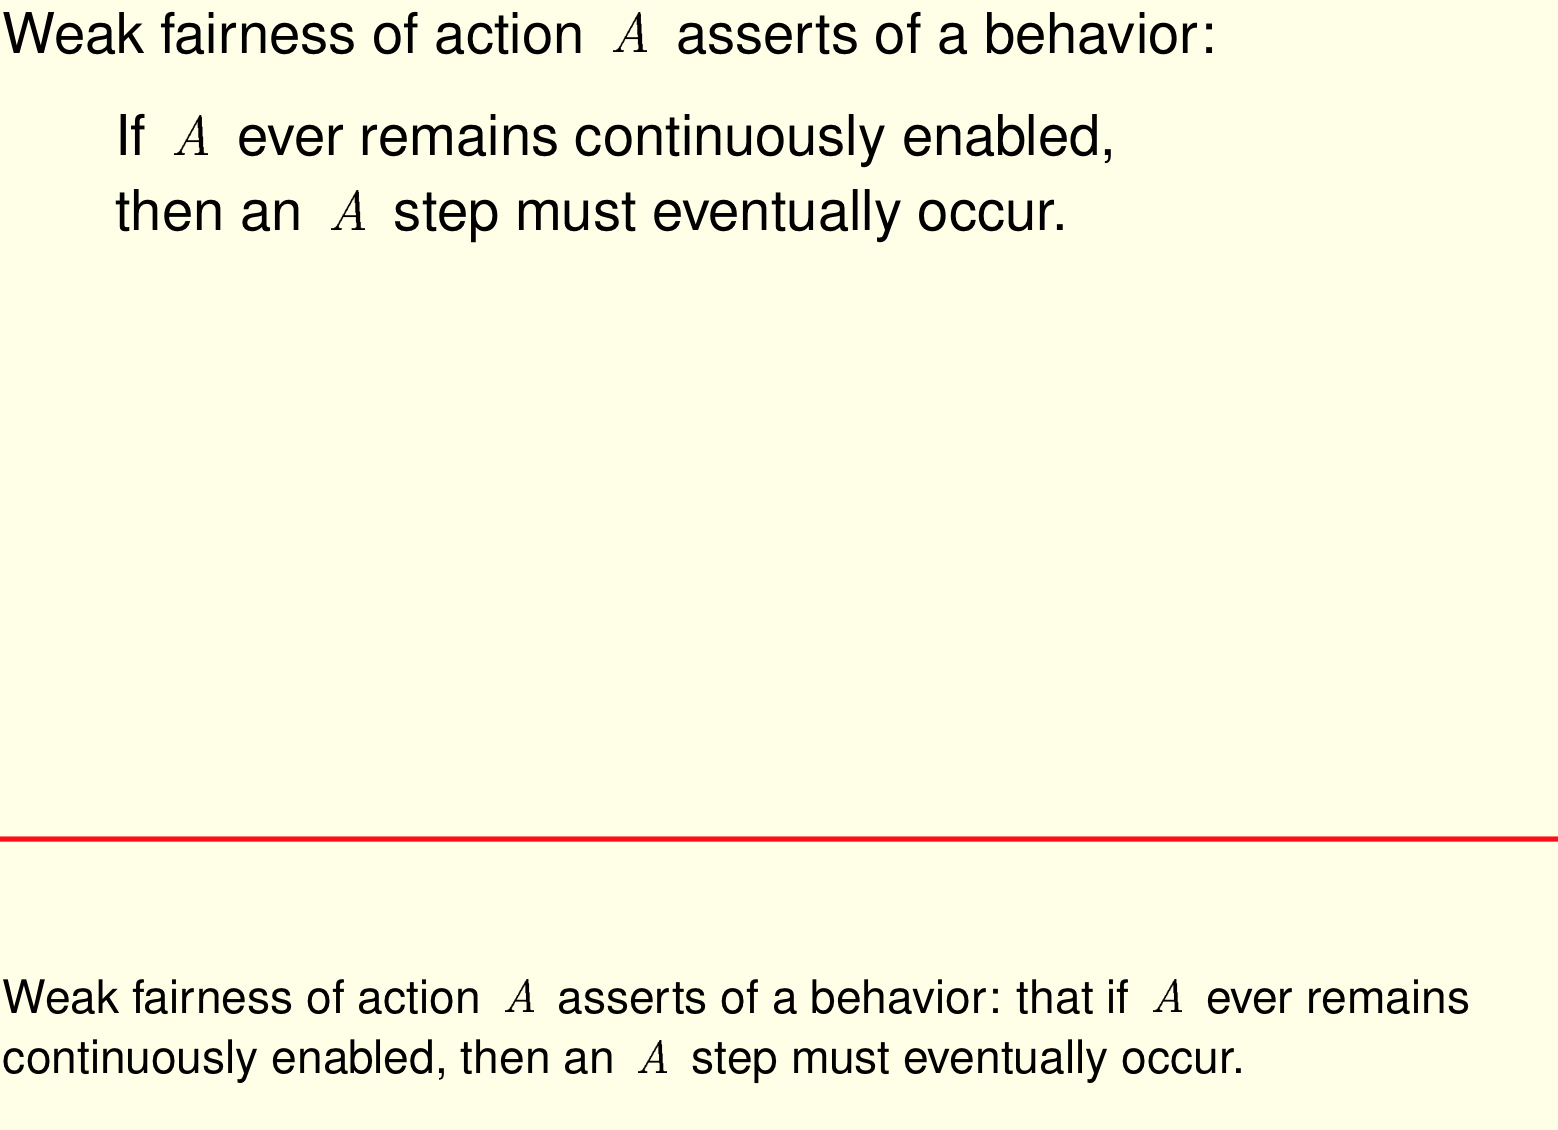 Weak fairness of action A asserts of a behavior:
If A ever remains continuously enabled,
then an A step must eventually occur.
Weak fairness of action A asserts of a behavior: that if A ever remains
continuously enabled, then an A step must eventually occur.